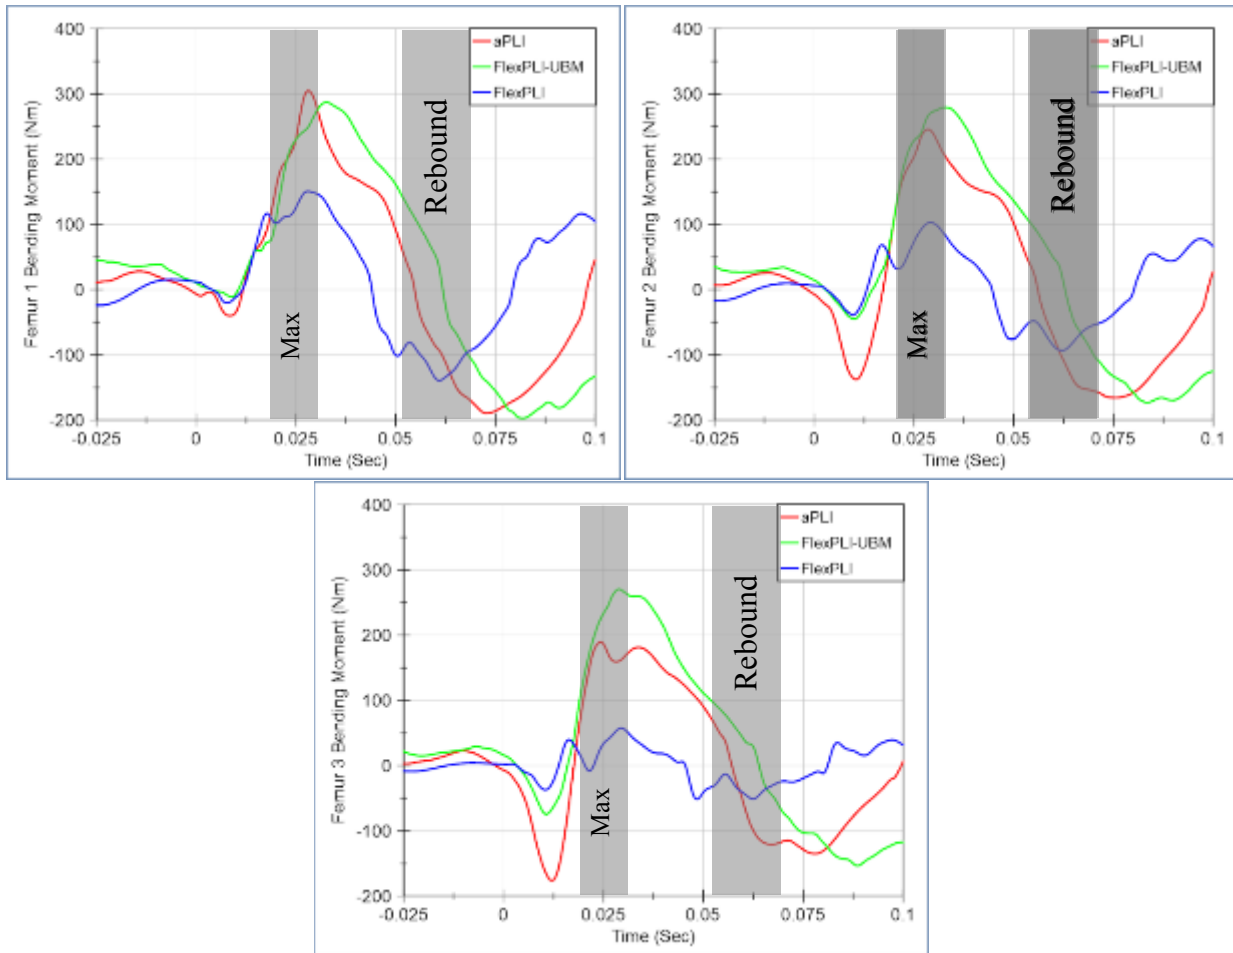 Femur 1 Bending Moment (Nm)
400
300
200
100
0
-100
-200
-0.025
0
0.025
0.05
0.075
0.1
Time (Sec)
Max
Rebound
aPLI
FlexPLI-UBM
FlexPLI
Femur 2 Bending Moment (Nm)
400
300
200
100
0
-100
-200
-0.025
0
0.025
0.05
0.075
0.1
Time (Sec)
Max
Rebound
aPLI
FlexPLI-UBM
FlexPLI
Femur 3 Bending Moment (Nm)
400
300
200
100
0
-100
-200
-0.025
0
0.025
0.05
0.075
0.1
Time (Sec)
Max
Rebound
aPLI
FlexPLI-UBM
FlexPLI